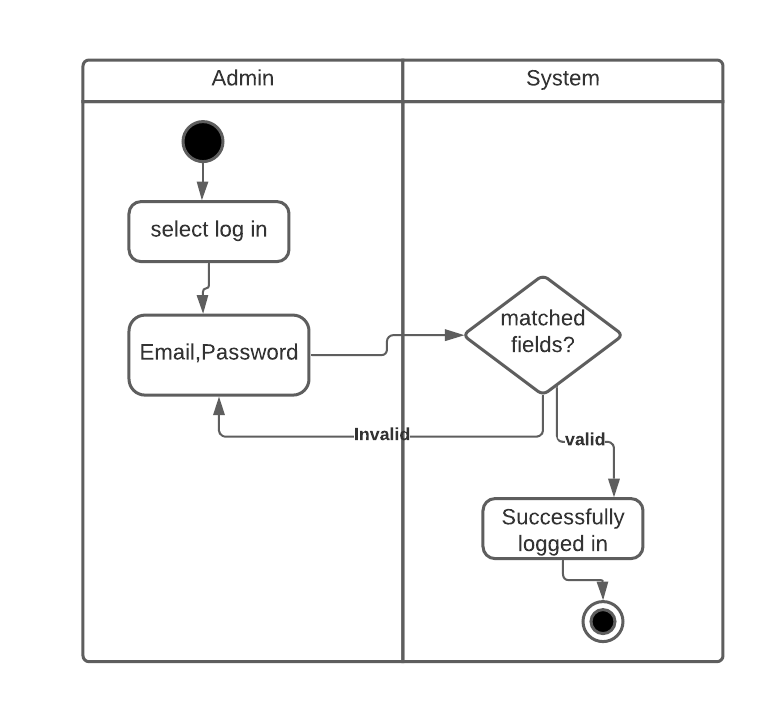 Admin
System
select log in
Email,Password
matched
fields?
Invalid
valid
Successfully
logged in